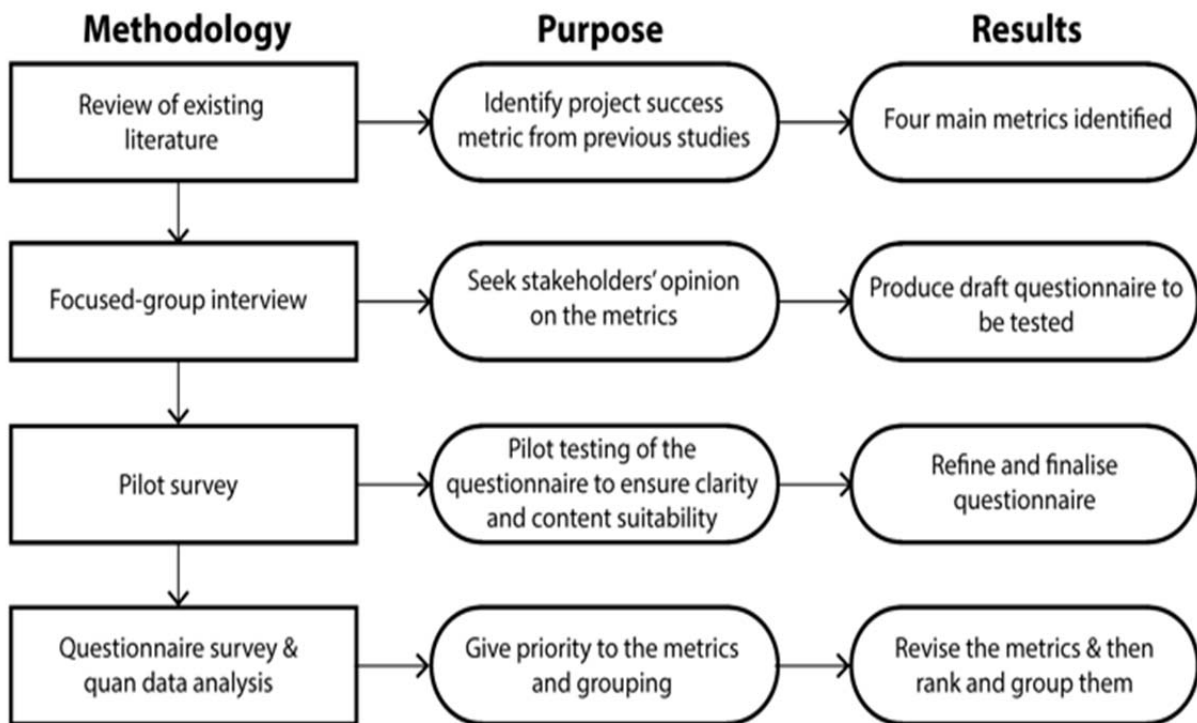 Methodology
Purpose
Results
Review of existing
literature
Identify project success
metric from previous studies
Four main metrics identified
Focused-group interview
Seek stakeholders' opinion
on the metrics
Produce draft questionnaire to
be tested
Pilot survey
Pilot testing of the
questionnaire to ensure clarity
and content suitability
Refine and finalise
questionnaire
Questionnaire survey &
quan data analysis
Give priority to the metrics
and grouping
Revise the metrics & then
rank and group them